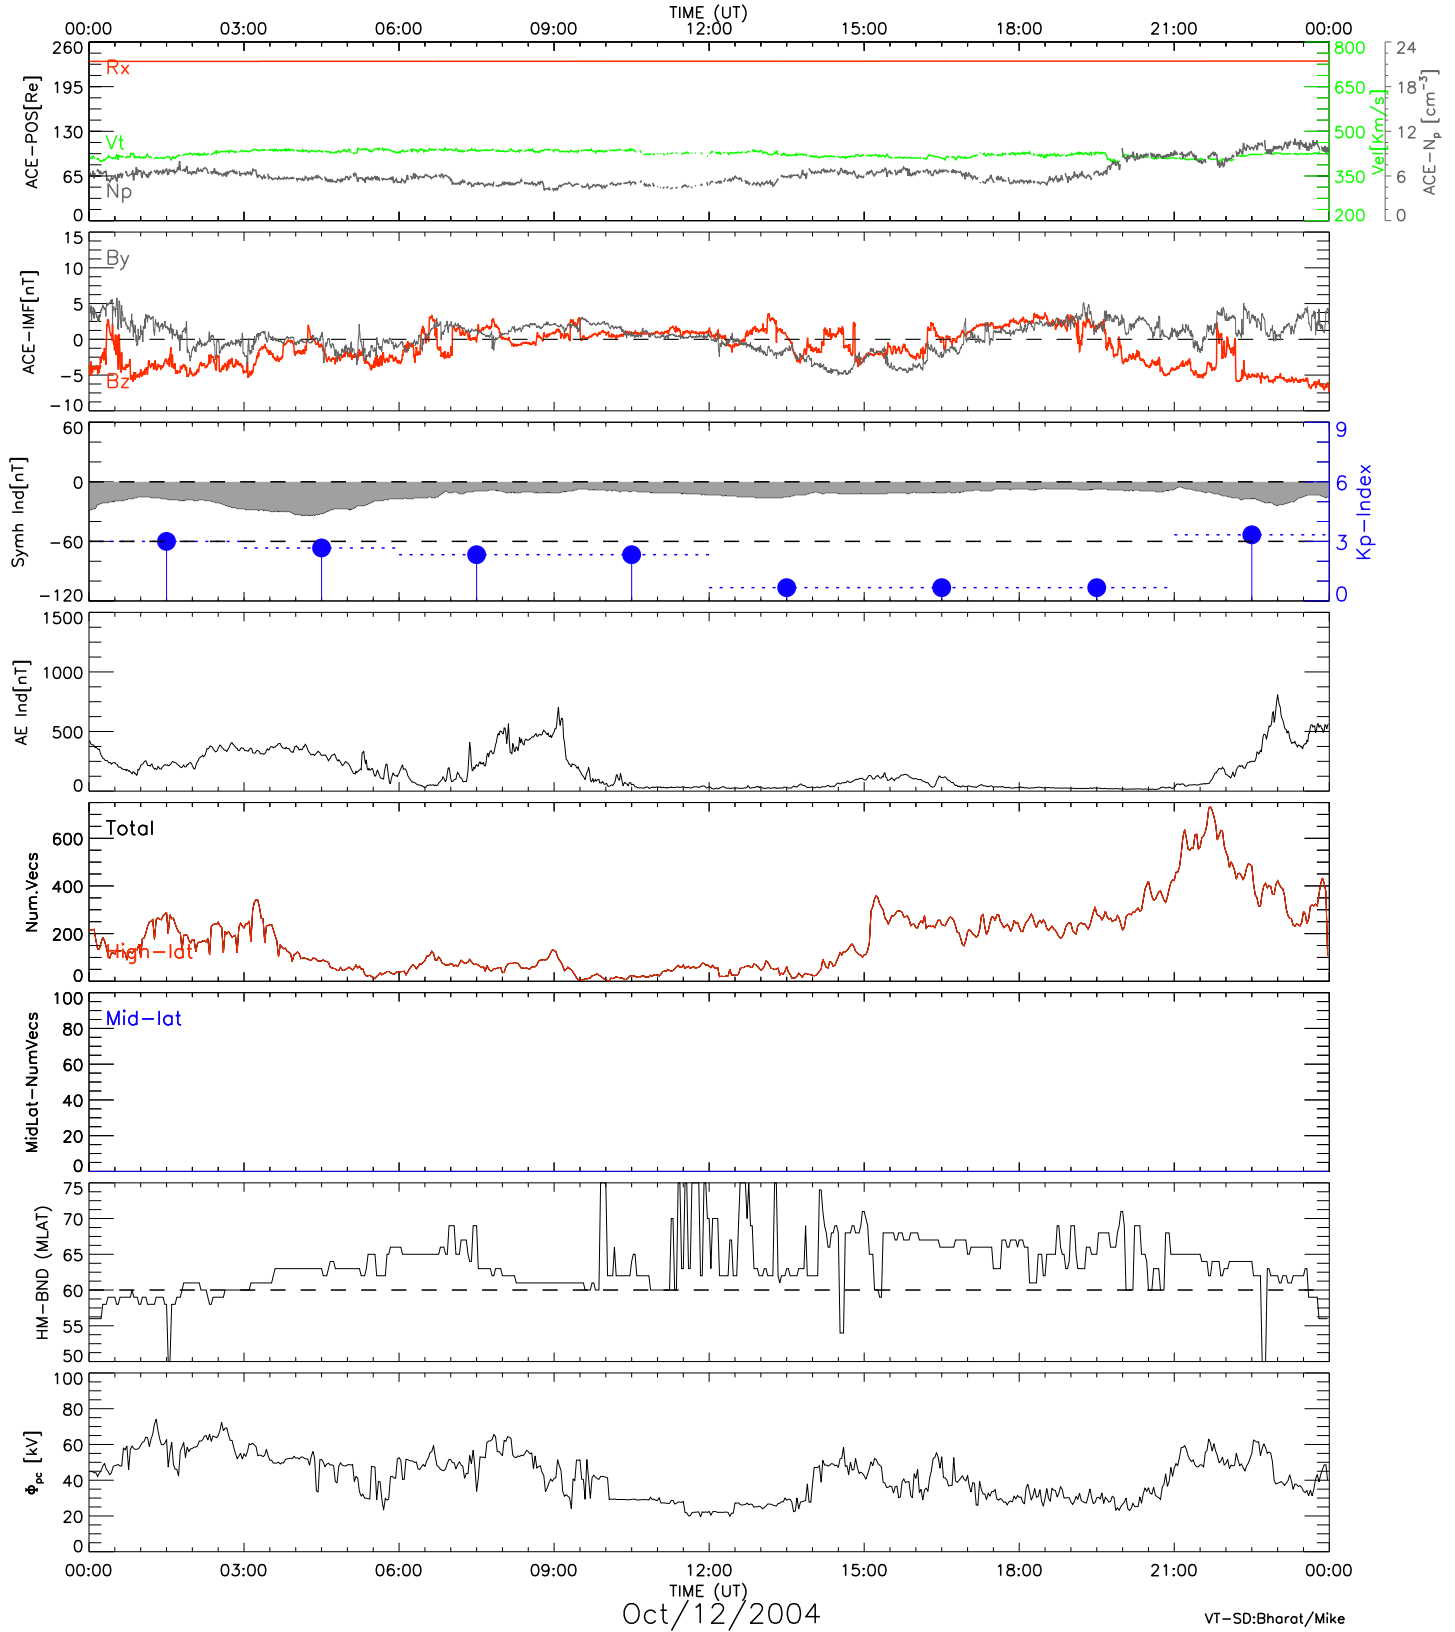 TIME (UT)
00:00 03:00 06:00 09:00 12:00 15:00 18:00 21:00 00:00
260 195 130 65 0
ACE-POS[Re]
Rx
Vt
Np
800 650 500 350 200
Vel[Km/s]
24 18 12 6 0
ACE-Np [cm-3]
15 10 5 0 -5 -10
ACE-IMF[nT]
By
Bz
60 0 -60 -120
Symh Ind[nT]
9 6 3 0
Kp-Index
1500 1000 500 0
AE Ind[nT]
600 400 200 0
Num.Vecs
Total
High-lat
100 80 60 40 20 0
MidLat-NumVecs
Mid-lat
75 70 65 60 55 50
HM-BND (MLAT)
100 80 60 40 20 0
Φpc [kV]
00:00 03:00 06:00 09:00 12:00 15:00 18:00 21:00 00:00
TIME (UT)
Oct/12/2004
VT-SD:Bharat/Mike